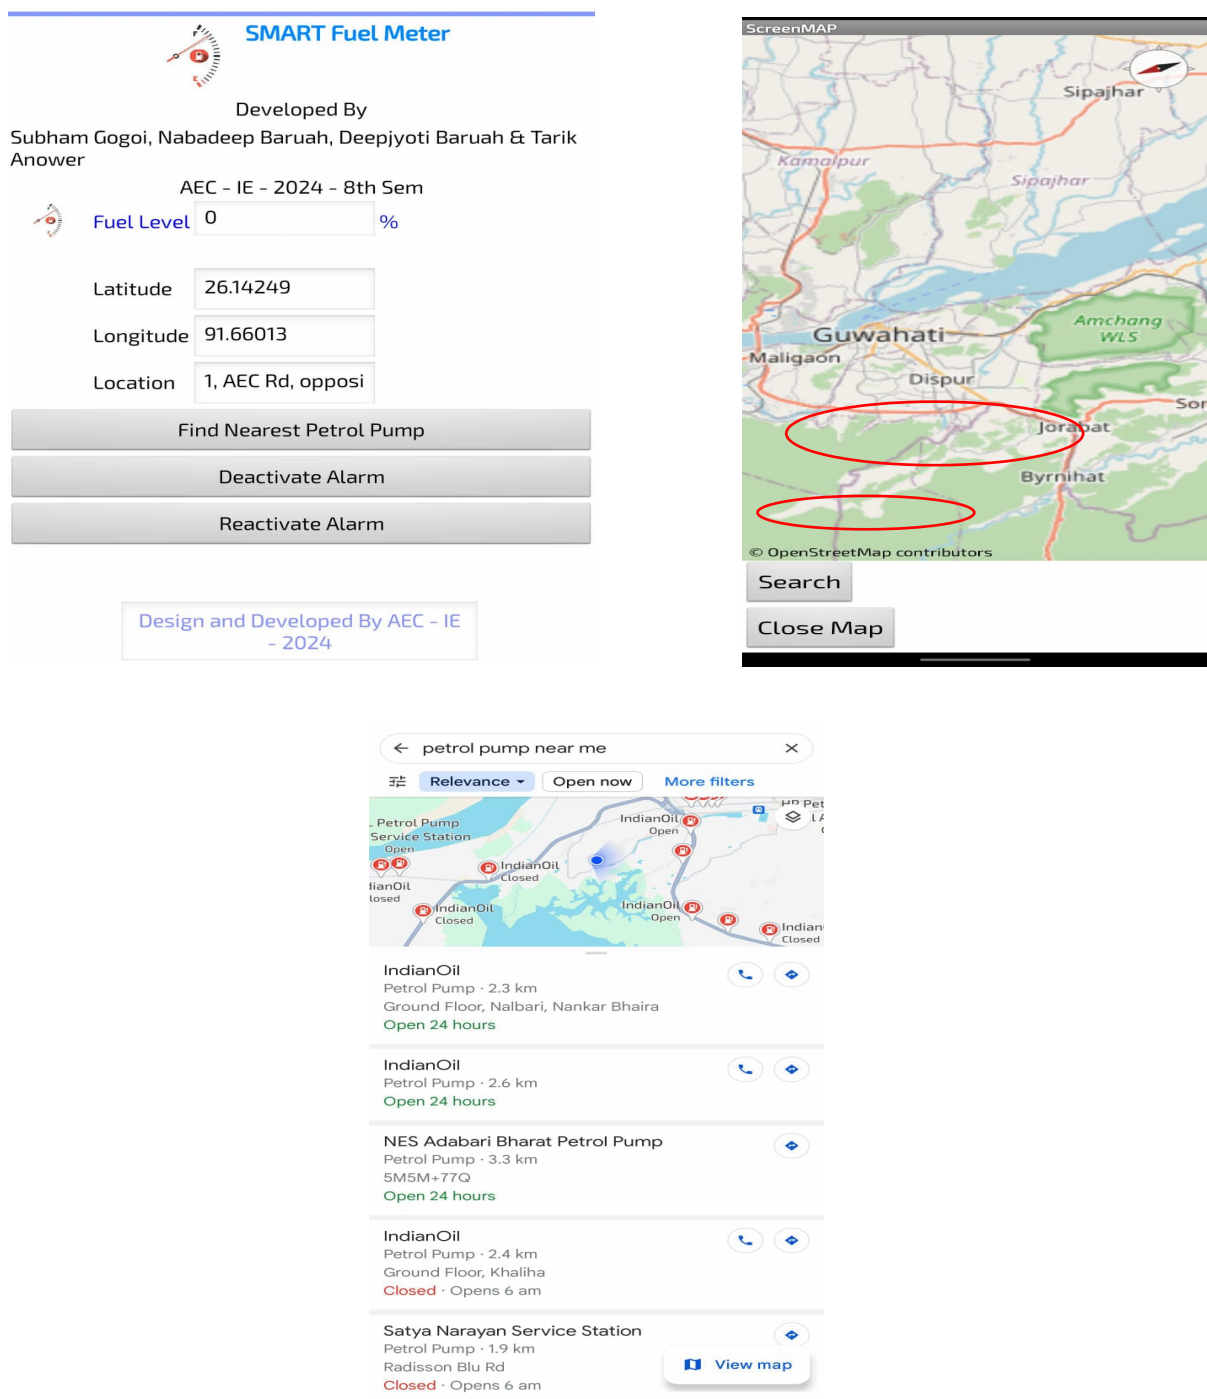 SMART Fuel Meter
Developed By
Subham Gogoi, Nabadeep Baruah, Deepjyoti Baruah & Tarik
Anower
AEC - IE - 2024 - 8th Sem
Fuel Level 0 %
Latitude 26.14249
Longitude 91.66013
Location 1, AEC Rd, opposi
Find Nearest Petrol Pump
Deactivate Alarm
Reactivate Alarm
Design and Developed By AEC - IE
- 2024
ScreenMAP
Sipajhar
Kamalpur
Sipajhar
Amchang
WLS
Guwahati
Maligaon
Dispur
Sor
Jorabat
Byrnihat
© OpenStreetMap contributors
Search
Close Map
petrol pump near me
Relevance Open now More filters
HP Pet
Petrol Pump
Service Station
Open
IndianOil
Open
IndianOil
Closed
dianOil
losed
IndianOil
Closed
IndianOil
Open
Indian
Closed
IndianOil
Petrol Pump · 2.3 km
Ground Floor, Nalbari, Nankar Bhaira
Open 24 hours
IndianOil
Petrol Pump · 2.6 km
Open 24 hours
NES Adabari Bharat Petrol Pump
Petrol Pump · 3.3 km
5M5M+77Q
Open 24 hours
IndianOil
Petrol Pump · 2.4 km
Ground Floor, Khaliha
Closed · Opens 6 am
Satya Narayan Service Station
Petrol Pump · 1.9 km
Radisson Blu Rd
Closed · Opens 6 am
View map